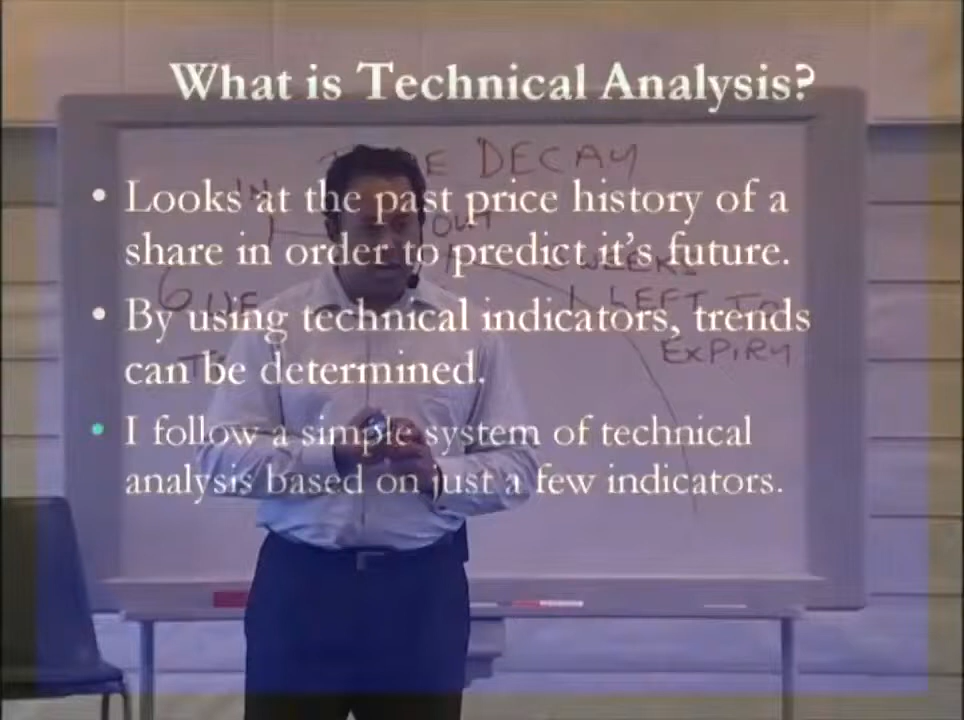 What is Technical Analysis?
DECAY
• Looks at the past price history of a
OUT
share in order to predict it's future.
WEEKS
LEFT TO
• By using technical indicators, trends
EXPIRY
can be determined.
• I follow a simple system of technical
analysis based on just a few indicators.